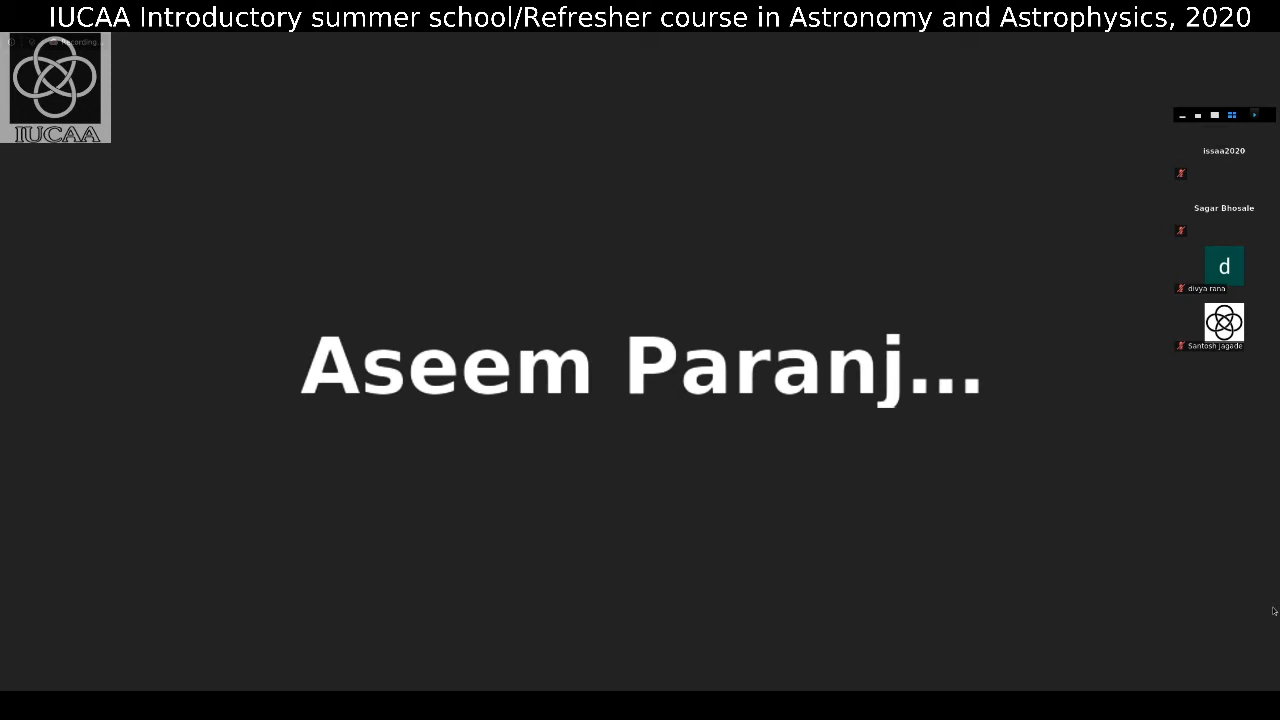 IUCAA Introductory summer school/Refresher course in Astronomy and Astrophysics, 2020
Recording...
IUCAA
issaa2020
Sagar Bhosale
d
divya rana
Santosh Jagade
Aseem Paranj...